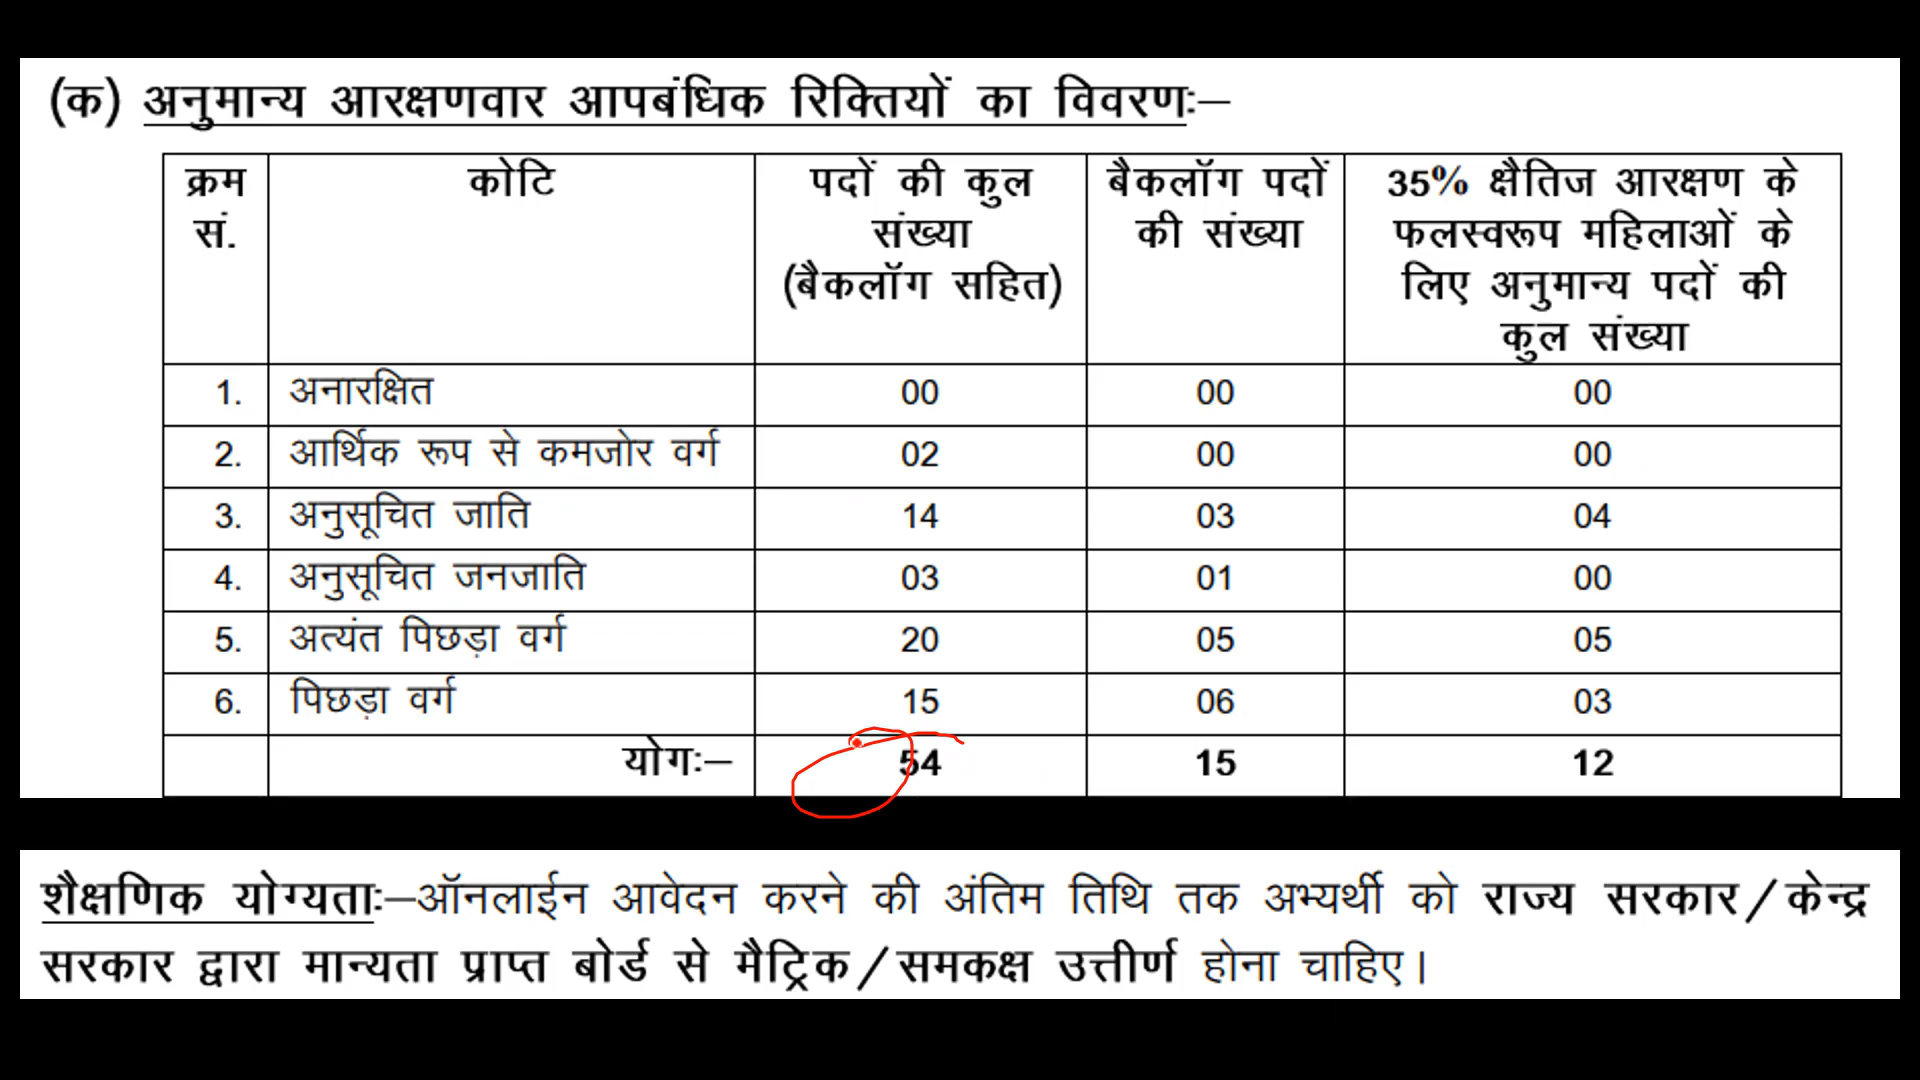 (क) अनुमान्य आरक्षणवार आपबंधिक रिक्तियों का विवरणः–
क्रम सं. कोटि पदों की कुल संख्या (बैकलॉग सहित) बैकलॉग पदों की संख्या 35% क्षैतिज आरक्षण के फलस्वरूप महिलाओं के लिए अनुमान्य पदों की कुल संख्या
1. अनारक्षित 00 00 00
2. आर्थिक रूप से कमजोर वर्ग 02 00 00
3. अनुसूचित जाति 14 03 04
4. अनुसूचित जनजाति 03 01 00
5. अत्यंत पिछड़ा वर्ग 20 05 05
6. पिछड़ा वर्ग 15 06 03
योगः– 54 15 12
शैक्षणिक योग्यताः–ऑनलाईन आवेदन करने की अंतिम तिथि तक अभ्यर्थी को राज्य सरकार/केन्द्र
सरकार द्वारा मान्यता प्राप्त बोर्ड से मैट्रिक/समकक्ष उत्तीर्ण होना चाहिए।